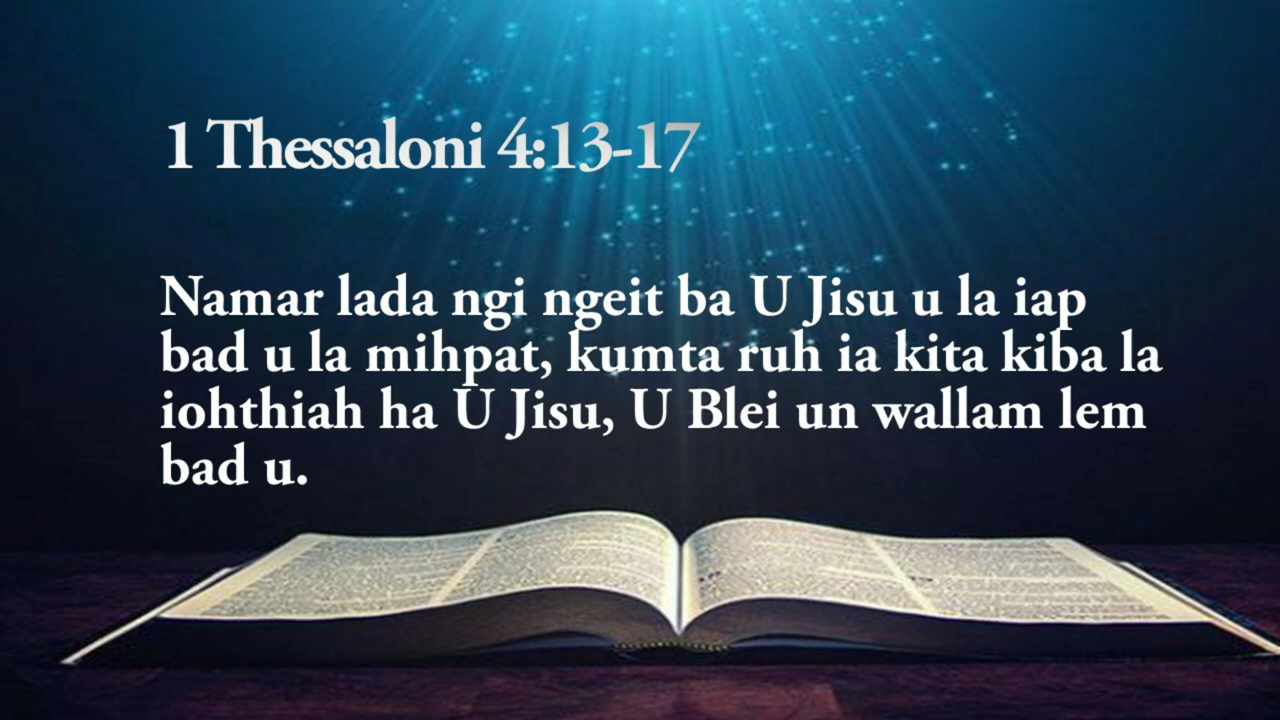 1 Thessaloni 4:13-17
Namar lada ngi ngeit ba U Jisu u la iap
bad u la mihpat, kumta ruh ia kita kiba la
iohthiah ha U Jisu, U Blei un wallam lem
bad u.